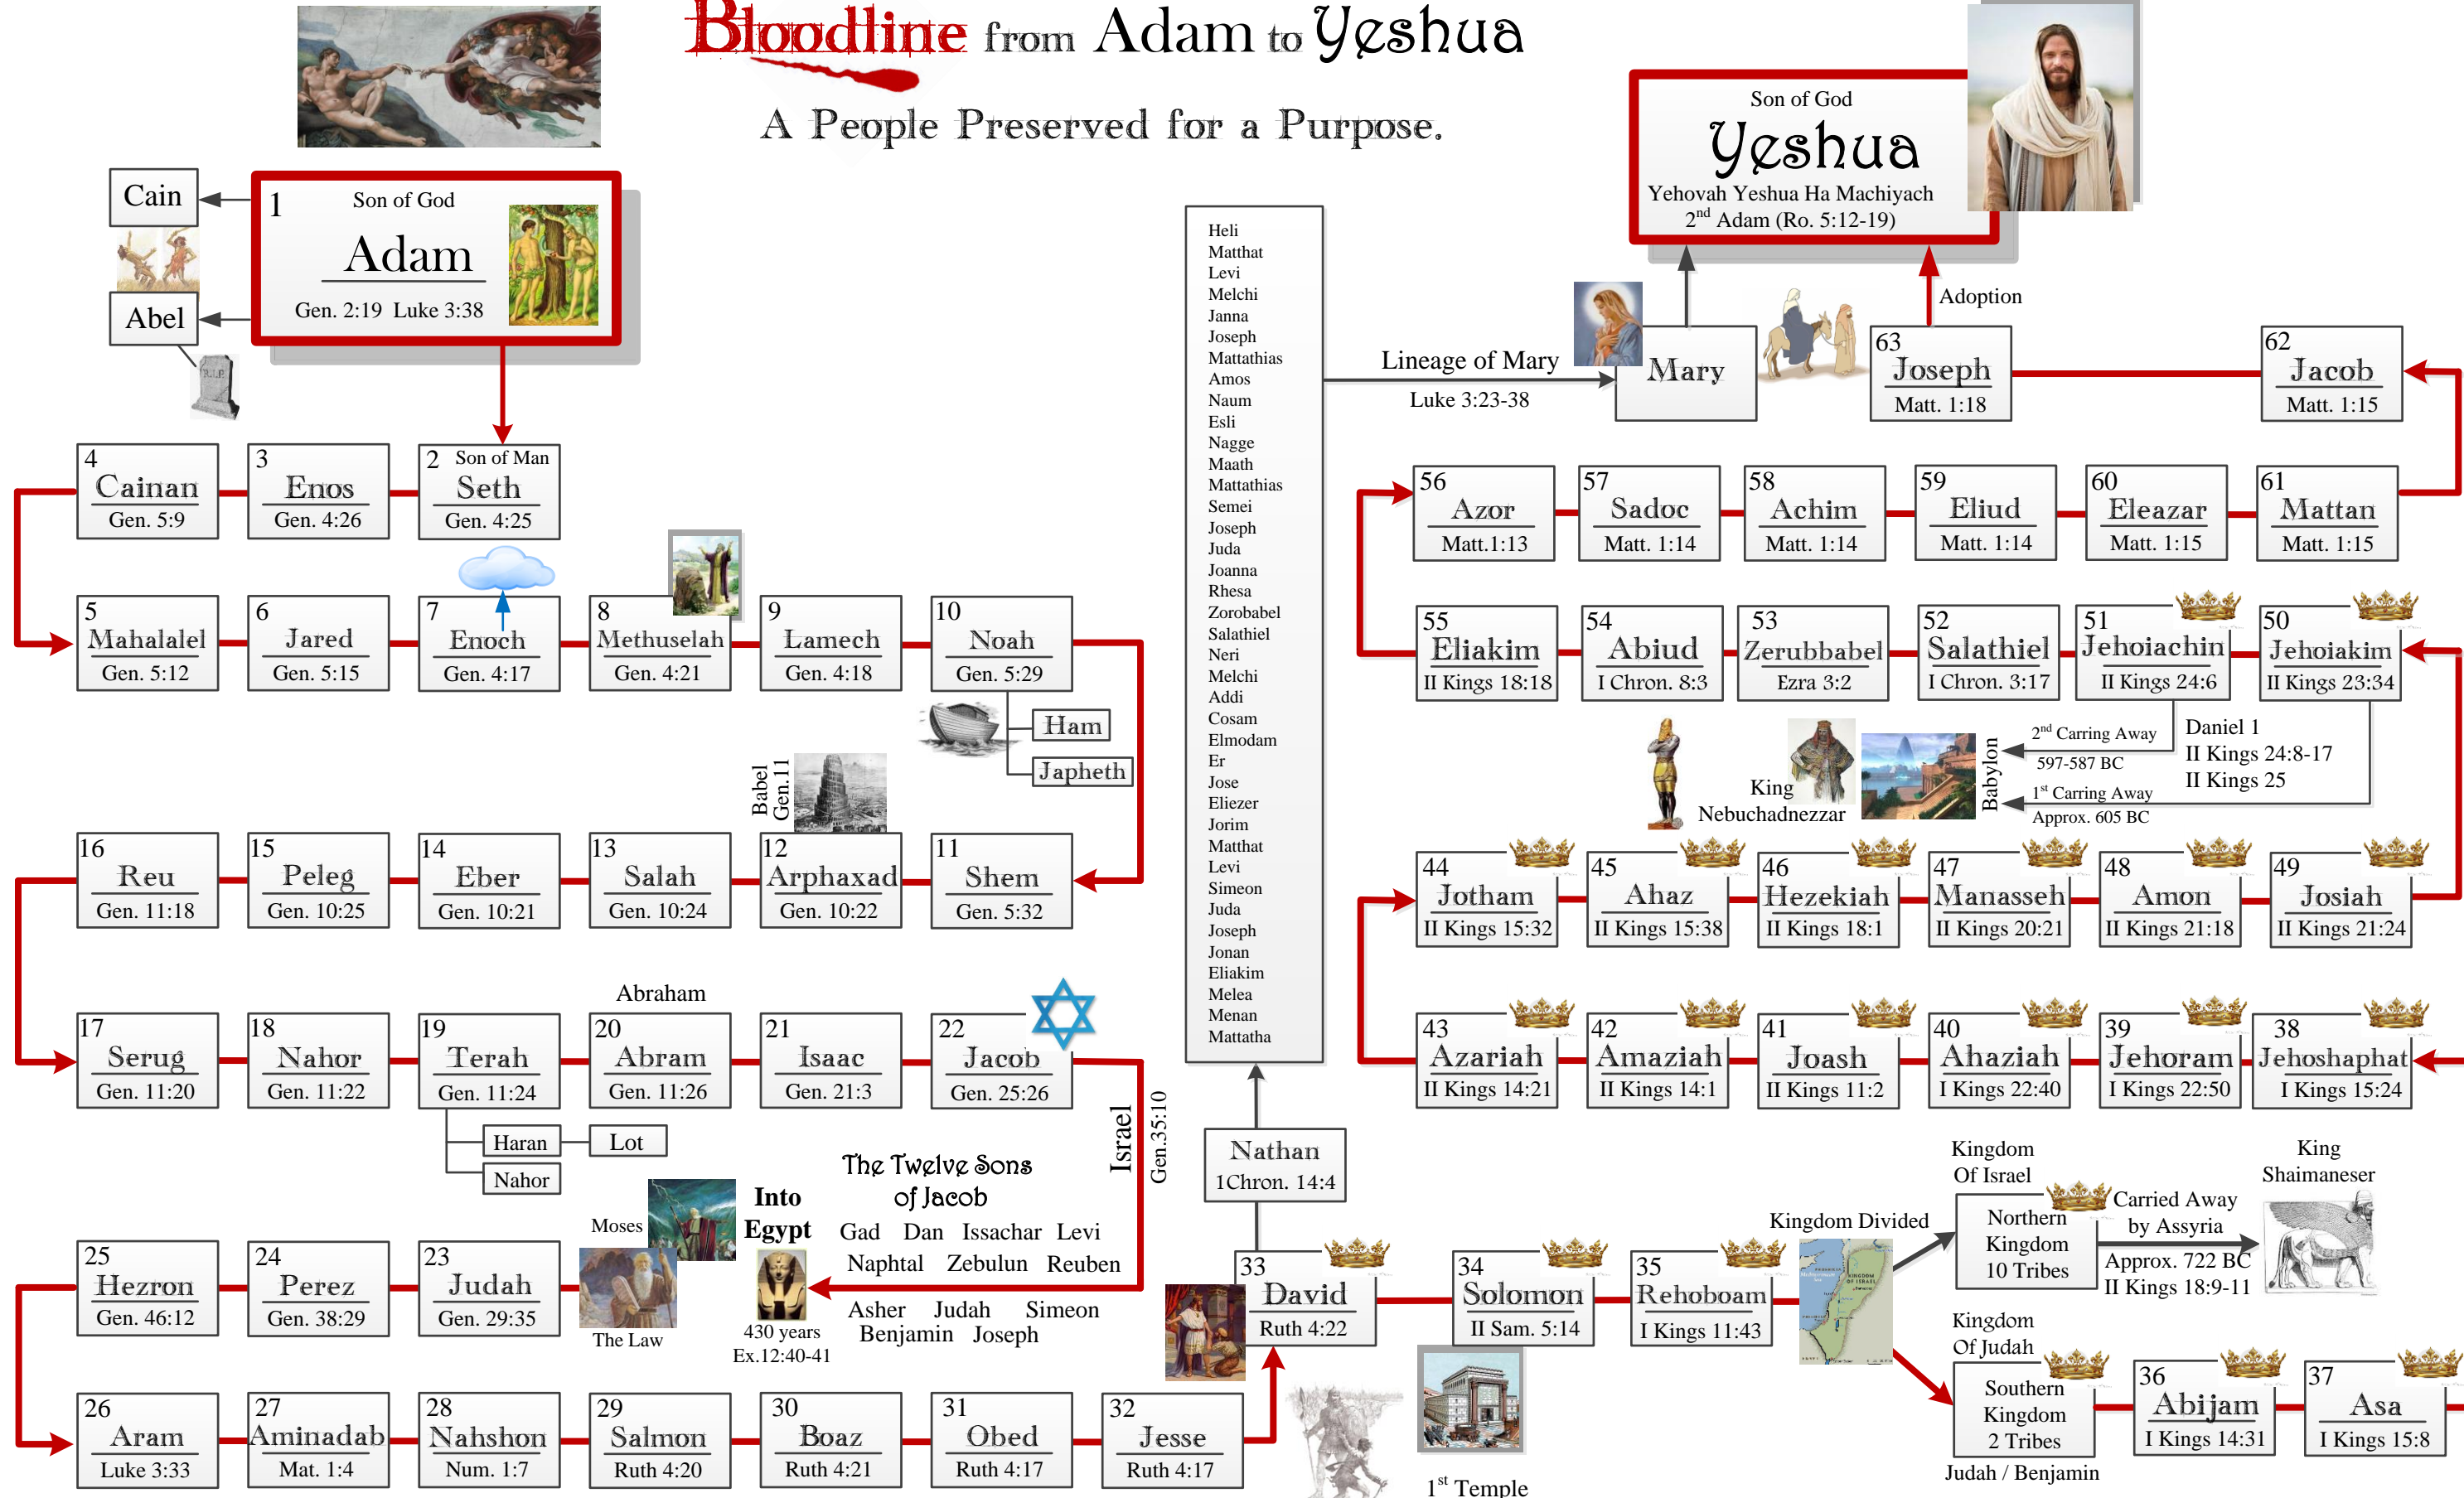 Bloodline from Adam to Yeshua
A People Preserved for a Purpose.
Cain
Abel
R.I.P.
1
Son of God
Adam
Gen. 2:19 Luke 3:38
4
Cainan
Gen. 5:9
3
Enos
Gen. 4:26
2 Son of Man
Seth
Gen. 4:25
5
Mahalalel
Gen. 5:12
6
Jared
Gen. 5:15
7
Enoch
Gen. 4:17
8
Methuselah
Gen. 4:21
9
Lamech
Gen. 4:18
10
Noah
Gen. 5:29
Ham
Japheth
Babel
Gen.11
16
Reu
Gen. 11:18
15
Peleg
Gen. 10:25
14
Eber
Gen. 10:21
13
Salah
Gen. 10:24
12
Arphaxad
Gen. 10:22
11
Shem
Gen. 5:32
17
Serug
Gen. 11:20
18
Nahor
Gen. 11:22
19
Terah
Gen. 11:24
Haran
Lot
Nahor
Abraham
20
Abram
Gen. 11:26
21
Isaac
Gen. 21:3
22
Jacob
Gen. 25:26
Israel
Gen.35:10
The Twelve Sons
of Jacob
Gad Dan Issachar Levi
Naphtal Zebulun Reuben
Asher Judah Simeon
Benjamin Joseph
Into
Egypt
430 years
Ex.12:40-41
Moses
The Law
25
Hezron
Gen. 46:12
24
Perez
Gen. 38:29
23
Judah
Gen. 29:35
26
Aram
Luke 3:33
27
Aminadab
Mat. 1:4
28
Nahshon
Num. 1:7
29
Salmon
Ruth 4:20
30
Boaz
Ruth 4:21
31
Obed
Ruth 4:17
32
Jesse
Ruth 4:17
33
David
Ruth 4:22
Nathan
1Chron. 14:4
Heli
Matthat
Levi
Melchi
Janna
Joseph
Mattathias
Amos
Naum
Esli
Nagge
Maath
Mattathias
Semei
Joseph
Juda
Joanna
Rhesa
Zorobabel
Salathiel
Neri
Melchi
Addi
Cosam
Elmodam
Er
Jose
Eliezer
Jorim
Matthat
Levi
Simeon
Juda
Joseph
Jonan
Eliakim
Melea
Menan
Mattatha
Lineage of Mary
Luke 3:23-38
Mary
Son of God
Yeshua
Yehovah Yeshua Ha Machiyach
2nd Adam (Ro. 5:12-19)
Adoption
63
Joseph
Matt. 1:18
62
Jacob
Matt. 1:15
56
Azor
Matt.1:13
57
Sadoc
Matt. 1:14
58
Achim
Matt. 1:14
59
Eliud
Matt. 1:14
60
Eleazar
Matt. 1:15
61
Mattan
Matt. 1:15
55
Eliakim
II Kings 18:18
54
Abiud
I Chron. 8:3
53
Zerubbabel
Ezra 3:2
52
Salathiel
I Chron. 3:17
51
Jehoiachin
II Kings 24:6
50
Jehoiakim
II Kings 23:34
King
Nebuchadnezzar
Babylon
2nd Carring Away
597-587 BC
1st Carring Away
Approx. 605 BC
Daniel 1
II Kings 24:8-17
II Kings 25
44
Jotham
II Kings 15:32
45
Ahaz
II Kings 15:38
46
Hezekiah
II Kings 18:1
47
Manasseh
II Kings 20:21
48
Amon
II Kings 21:18
49
Josiah
II Kings 21:24
43
Azariah
II Kings 14:21
42
Amaziah
II Kings 14:1
41
Joash
II Kings 11:2
40
Ahaziah
I Kings 22:40
39
Jehoram
I Kings 22:50
38
Jehoshaphat
I Kings 15:24
34
Solomon
II Sam. 5:14
1st Temple
35
Rehoboam
I Kings 11:43
Kingdom Divided
KINGDOM
OF ISRAEL
Kingdom
Of Israel
Northern
Kingdom
10 Tribes
Carried Away
by Assyria
Approx. 722 BC
II Kings 18:9-11
King
Shaimaneser
Kingdom
Of Judah
Southern
Kingdom
2 Tribes
Judah / Benjamin
36
Abijam
I Kings 14:31
37
Asa
I Kings 15:8